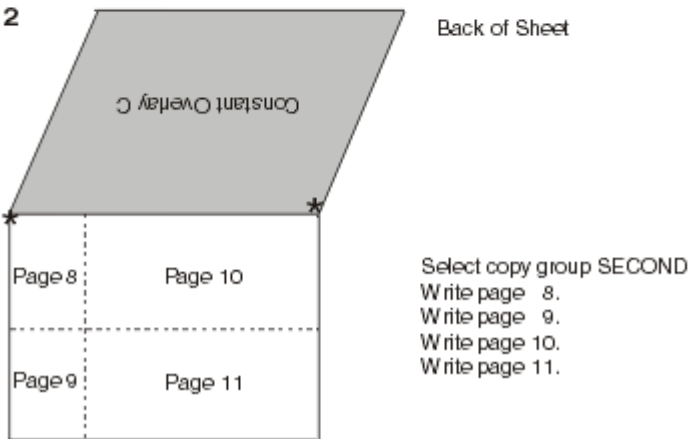 2
Back of Sheet
Constant Overlay C
*
*
Page 8
Page 10
Page 9
Page 11
Select copy group SECOND
Write page 8.
Write page 9.
Write page 10.
Write page 11.